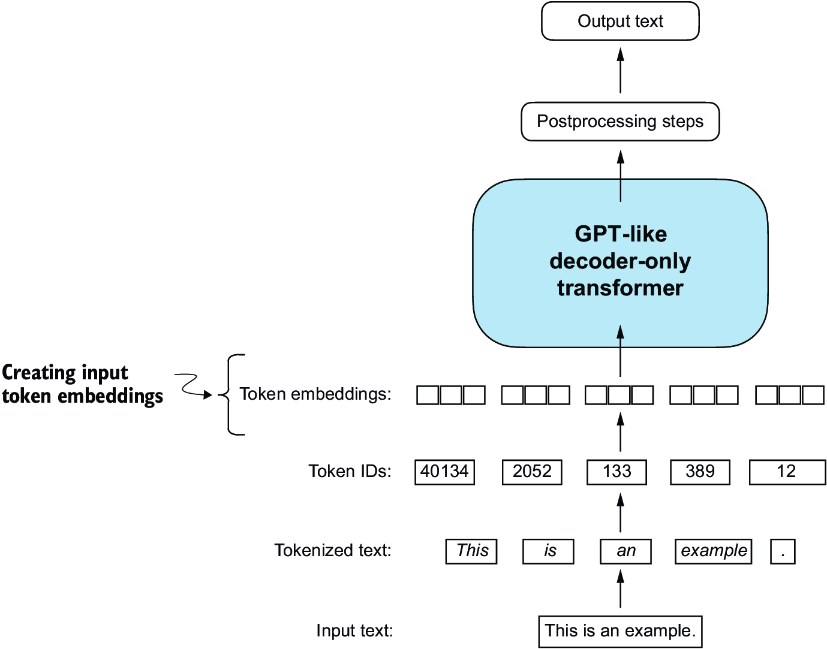 Output text
Postprocessing steps
GPT-like
decoder-only
transformer
Creating input
token embeddings
Token embeddings:
Token IDs: 40134 2052 133 389 12
Tokenized text: This is an example .
Input text: This is an example.